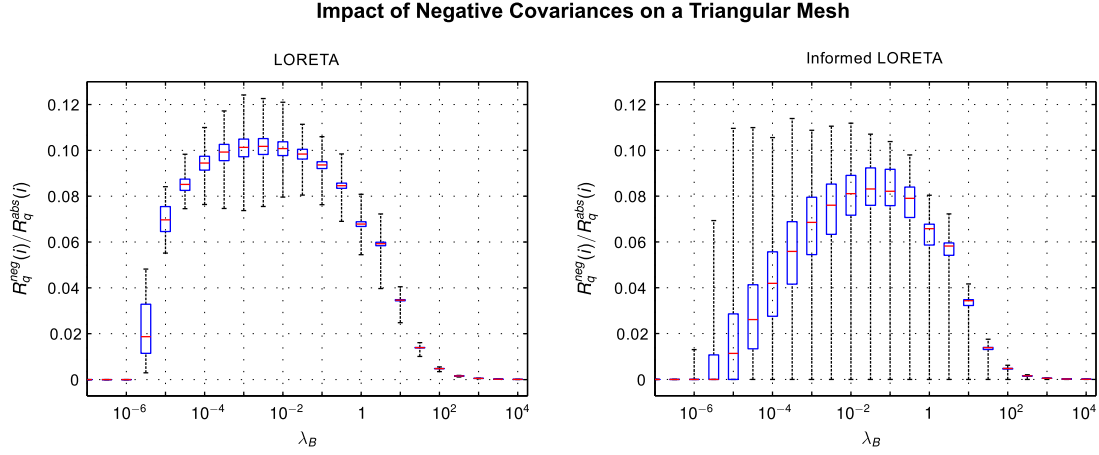 Impact of Negative Covariances on a Triangular Mesh
LORETA
R_q^{neg}(i)/R_q^{abs}(i)
0.12
0.10
0.08
0.06
0.04
0.02
0
10^{-6} 10^{-4} 10^{-2} 1 10^{2} 10^{4}
λ_B
Informed LORETA
R_q^{neg}(i)/R_q^{abs}(i)
0.12
0.10
0.08
0.06
0.04
0.02
0
10^{-6} 10^{-4} 10^{-2} 1 10^{2} 10^{4}
λ_B